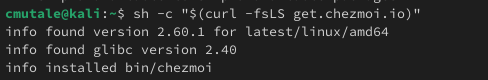 cmutale@kali:~$ sh -c "$(curl -fsLS get.chezmoi.io)"
info found version 2.60.1 for latest/linux/amd64
info found glibc version 2.40
info installed bin/chezmoi